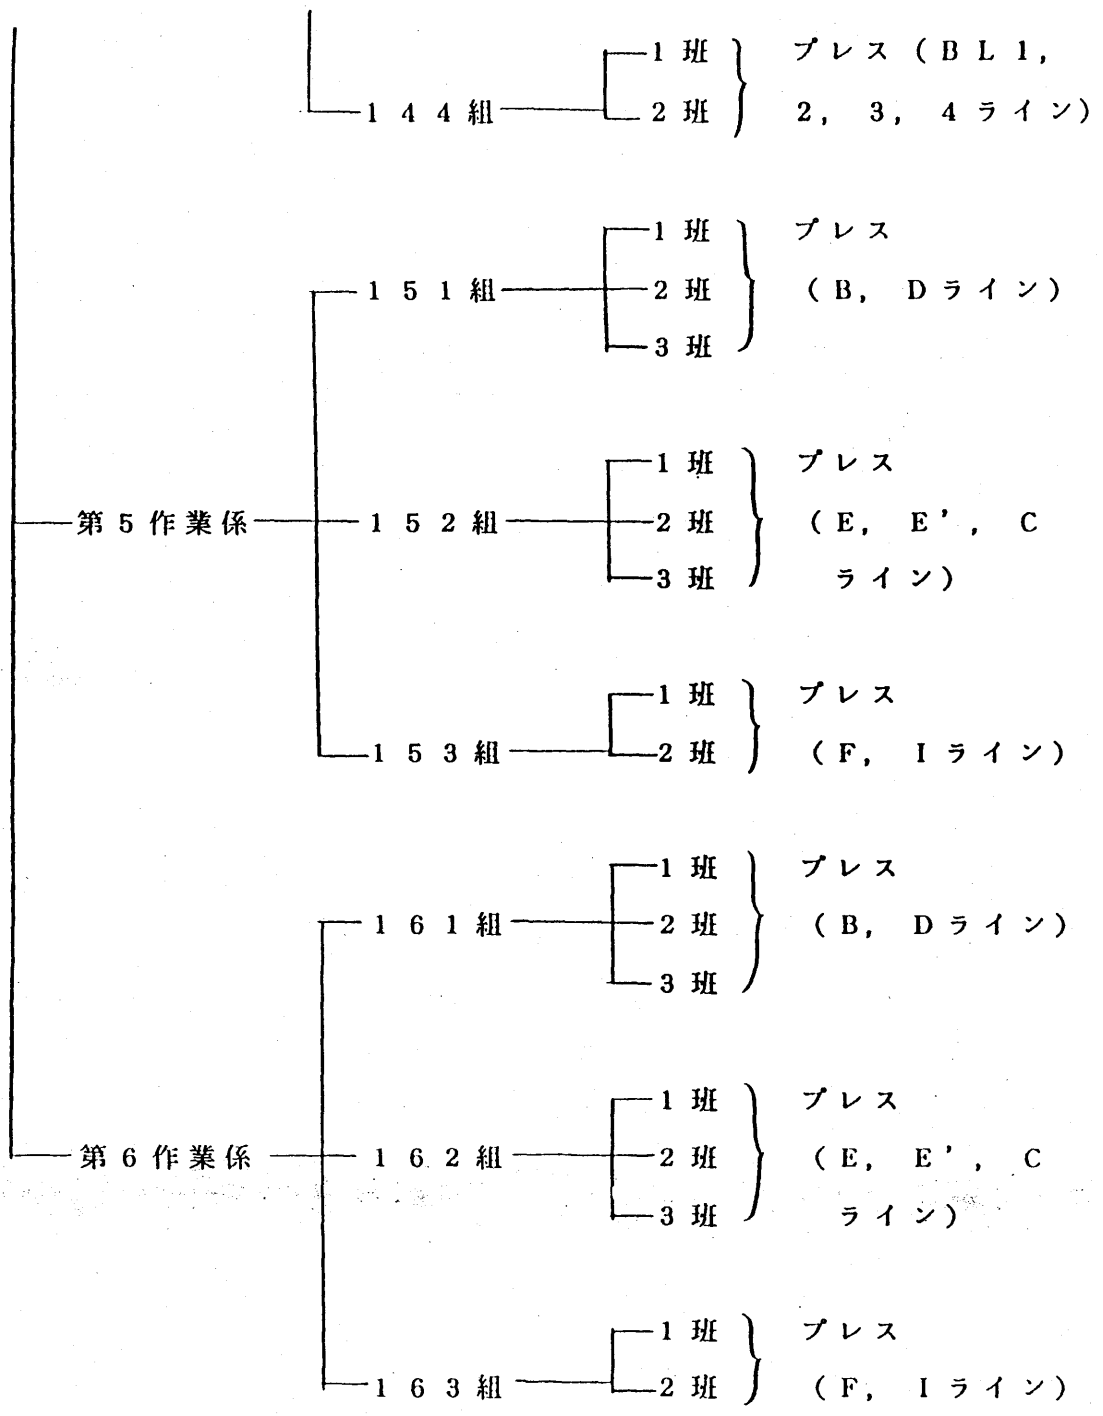 1班 プレス(BL1,
144組 2班 2, 3, 4ライン)
1班 プレス
151組 2班 (B, Dライン)
3班
1班 プレス
第5作業係 152組 2班 (E, E', C
3班 ライン)
1班 プレス
153組 2班 (F, Iライン)
1班 プレス
161組 2班 (B, Dライン)
3班
1班 プレス
第6作業係 162組 2班 (E, E', C
3班 ライン)
1班 プレス
163組 2班 (F, Iライン)